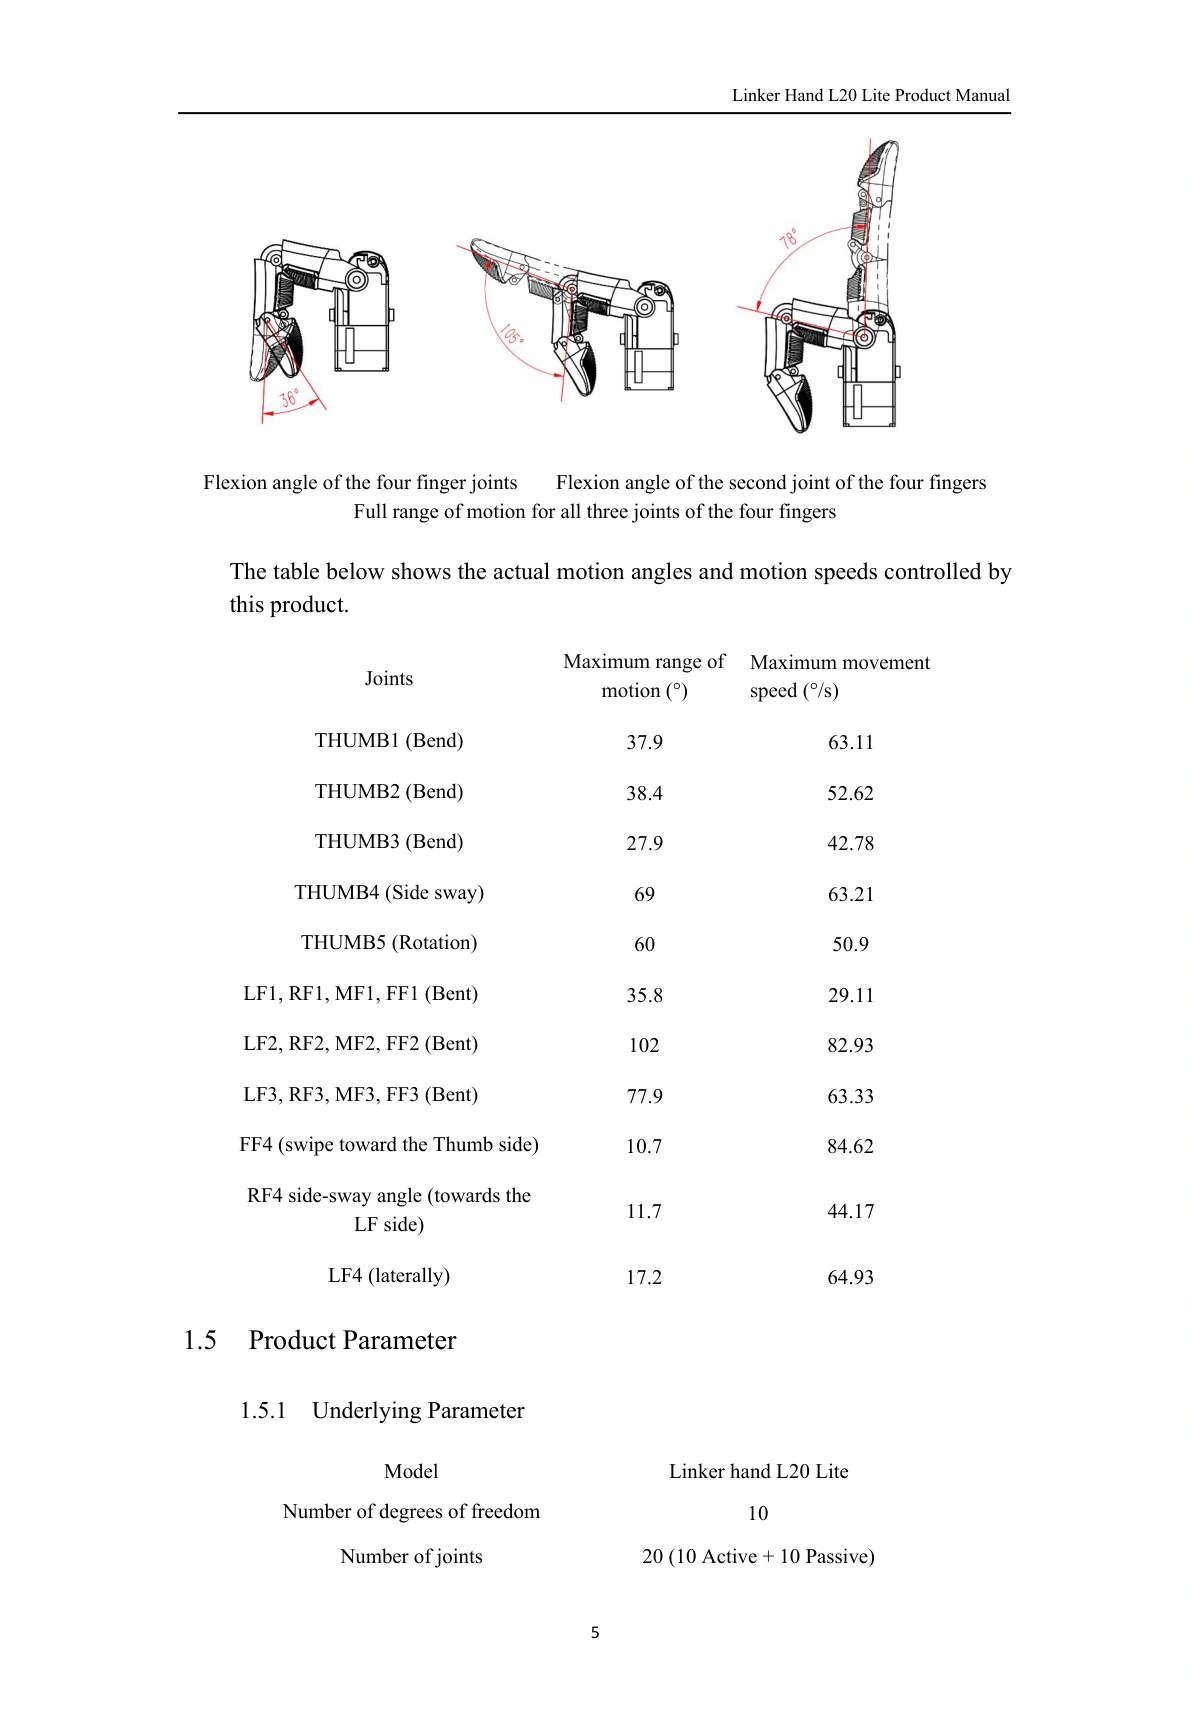 Linker Hand L20 Lite Product Manual
36°
105°
78°
Flexion angle of the four finger joints Flexion angle of the second joint of the four fingers
Full range of motion for all three joints of the four fingers
The table below shows the actual motion angles and motion speeds controlled by
this product.
Joints
Maximum range of
motion (°)
Maximum movement
speed (°/s)
THUMB1 (Bend) 37.9 63.11
THUMB2 (Bend) 38.4 52.62
THUMB3 (Bend) 27.9 42.78
THUMB4 (Side sway) 69 63.21
THUMB5 (Rotation) 60 50.9
LF1, RF1, MF1, FF1 (Bent) 35.8 29.11
LF2, RF2, MF2, FF2 (Bent) 102 82.93
LF3, RF3, MF3, FF3 (Bent) 77.9 63.33
FF4 (swipe toward the Thumb side) 10.7 84.62
RF4 side-sway angle (towards the
LF side) 11.7 44.17
LF4 (laterally) 17.2 64.93
1.5 Product Parameter
1.5.1 Underlying Parameter
Model Linker hand L20 Lite
Number of degrees of freedom 10
Number of joints 20 (10 Active + 10 Passive)
5